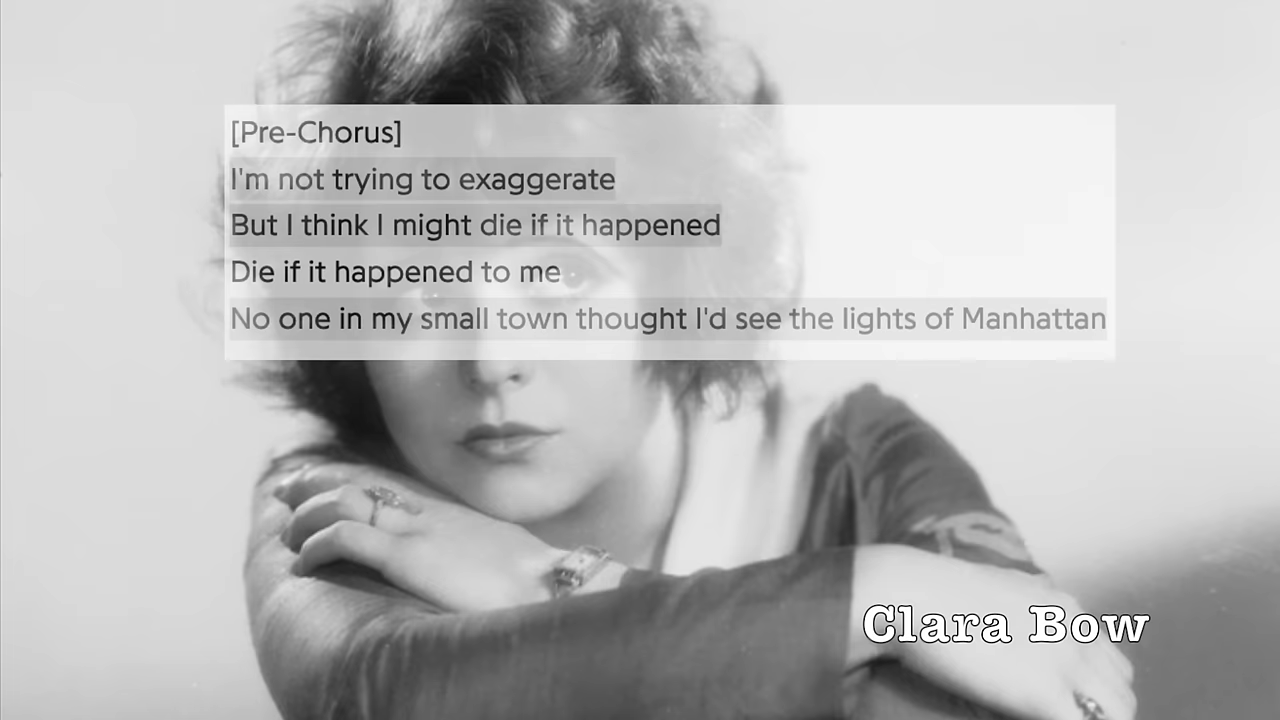 [Pre-Chorus]
I'm not trying to exaggerate
But I think I might die if it happened
Die if it happened to me
No one in my small town thought I'd see the lights of Manhattan
Clara Bow